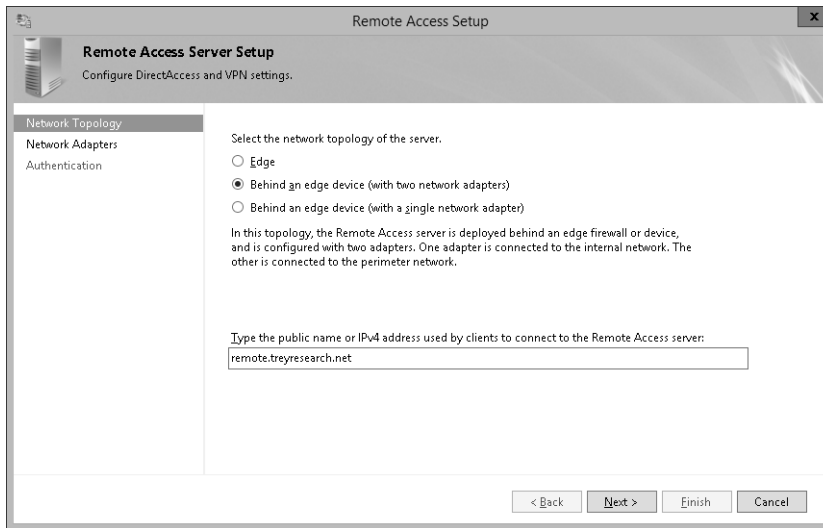 Remote Access Setup
x
Remote Access Server Setup
Configure DirectAccess and VPN settings.
Network Topology
Network Adapters
Authentication
Select the network topology of the server.
Edge
Behind an edge device (with two network adapters)
Behind an edge device (with a single network adapter)
In this topology, the Remote Access server is deployed behind an edge firewall or device,
and is configured with two adapters. One adapter is connected to the internal network. The
other is connected to the perimeter network.
Type the public name or IPv4 address used by clients to connect to the Remote Access server:
remote.treyresearch.net
< Back
Next >
Finish
Cancel